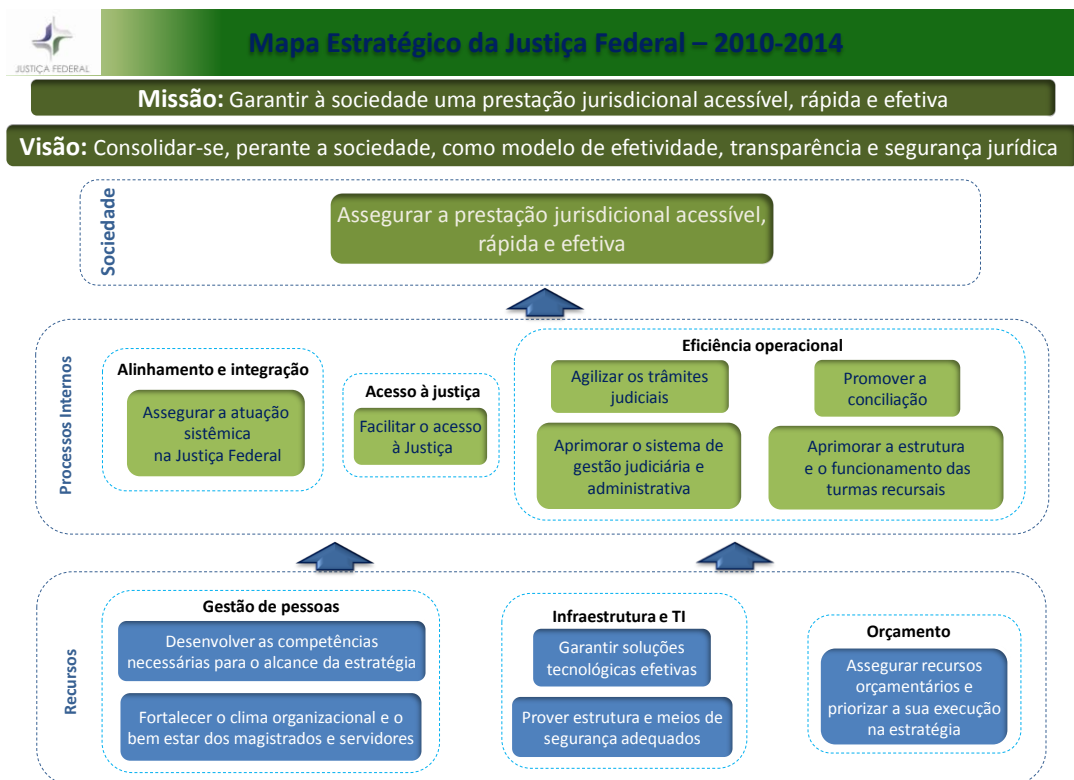 JUSTIÇA FEDERAL
Mapa Estratégico da Justiça Federal – 2010-2014
Missão: Garantir à sociedade uma prestação jurisdicional acessível, rápida e efetiva
Visão: Consolidar-se, perante a sociedade, como modelo de efetividade, transparência e segurança jurídica
Sociedade
Assegurar a prestação jurisdicional acessível,
rápida e efetiva
Processos Internos
Alinhamento e integração
Assegurar a atuação
sistêmica
na Justiça Federal
Acesso à justiça
Facilitar o acesso
à Justiça
Eficiência operacional
Agilizar os trâmites
judiciais
Promover a
conciliação
Aprimorar o sistema de
gestão judiciária e
administrativa
Aprimorar a estrutura
e o funcionamento das
turmas recursais
Recursos
Gestão de pessoas
Desenvolver as competências
necessárias para o alcance da estratégia
Fortalecer o clima organizacional e o
bem estar dos magistrados e servidores
Infraestrutura e TI
Garantir soluções
tecnológicas efetivas
Prover estrutura e meios de
segurança adequados
Orçamento
Assegurar recursos
orçamentários e
priorizar a sua execução
na estratégia